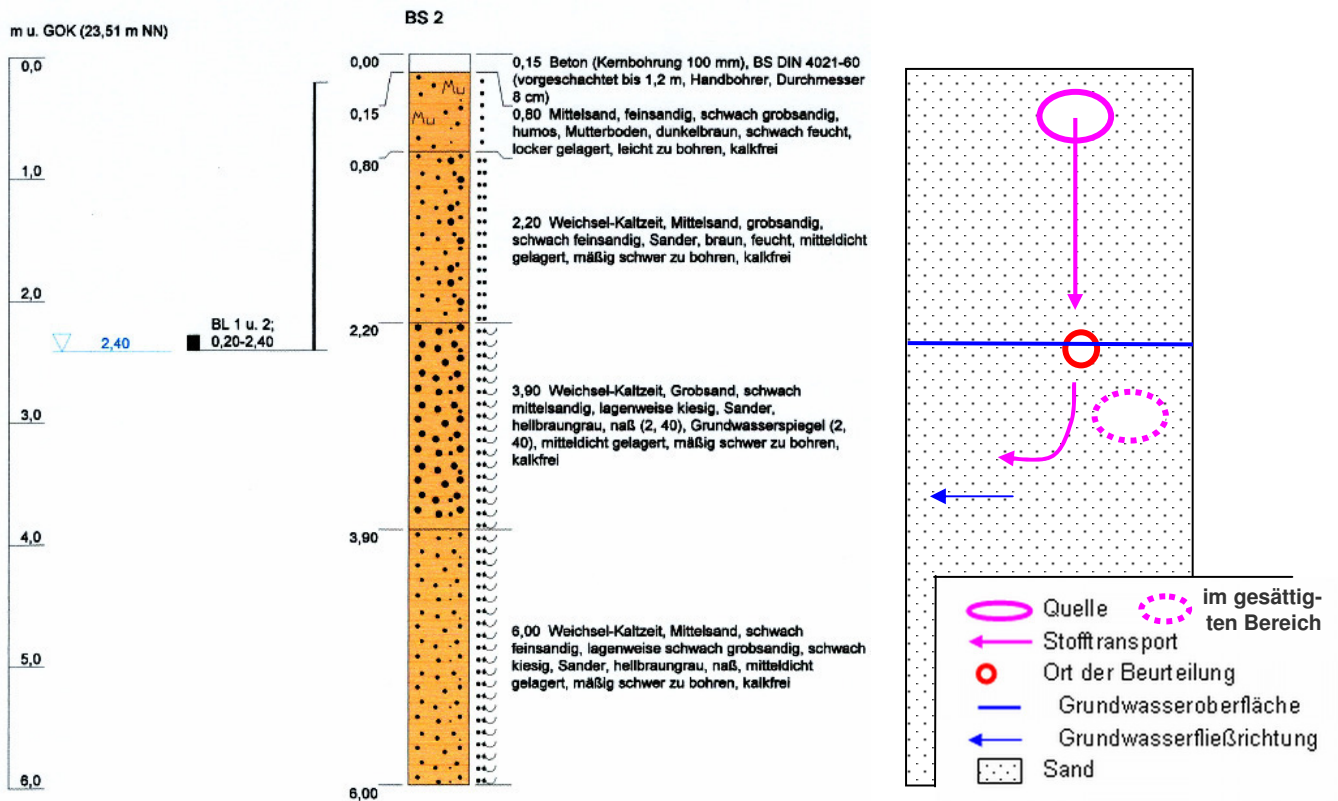 BS 2
m u. GOK (23,51 m NN)
0,0
1,0
2,0
3,0
4,0
5,0
6,0
2,40
BL 1 u. 2;
0,20-2,40
0,00
0,15
0,80
2,20
3,90
6,00
Mu
Mu
0,15 Beton (Kernbohrung 100 mm), BS DIN 4021-60
(vorgeschachtet bis 1,2 m, Handbohrer, Durchmesser
8 cm)
0,80 Mittelsand, feinsandig, schwach grobsandig,
humos, Mutterboden, dunkelbraun, schwach feucht,
locker gelagert, leicht zu bohren, kalkfrei
2,20 Weichsel-Kaltzeit, Mittelsand, grobsandig,
schwach feinsandig, Sander, braun, feucht, mitteldicht
gelagert, mäßig schwer zu bohren, kalkfrei
3,90 Weichsel-Kaltzeit, Grobsand, schwach
mittelsandig, lagenweise kiesig, Sander,
hellbraungrau, naß (2, 40), Grundwasserspiegel (2,
40), mitteldicht gelagert, mäßig schwer zu bohren,
kalkfrei
6,00 Weichsel-Kaltzeit, Mittelsand, schwach
feinsandig, lagenweise schwach grobsandig, schwach
kiesig, Sander, hellbraungrau, naß, mitteldicht
gelagert, mäßig schwer zu bohren, kalkfrei
Quelle
im gesättig-
ten Bereich
Stofftransport
Ort der Beurteilung
Grundwasseroberfläche
Grundwasserfließrichtung
Sand